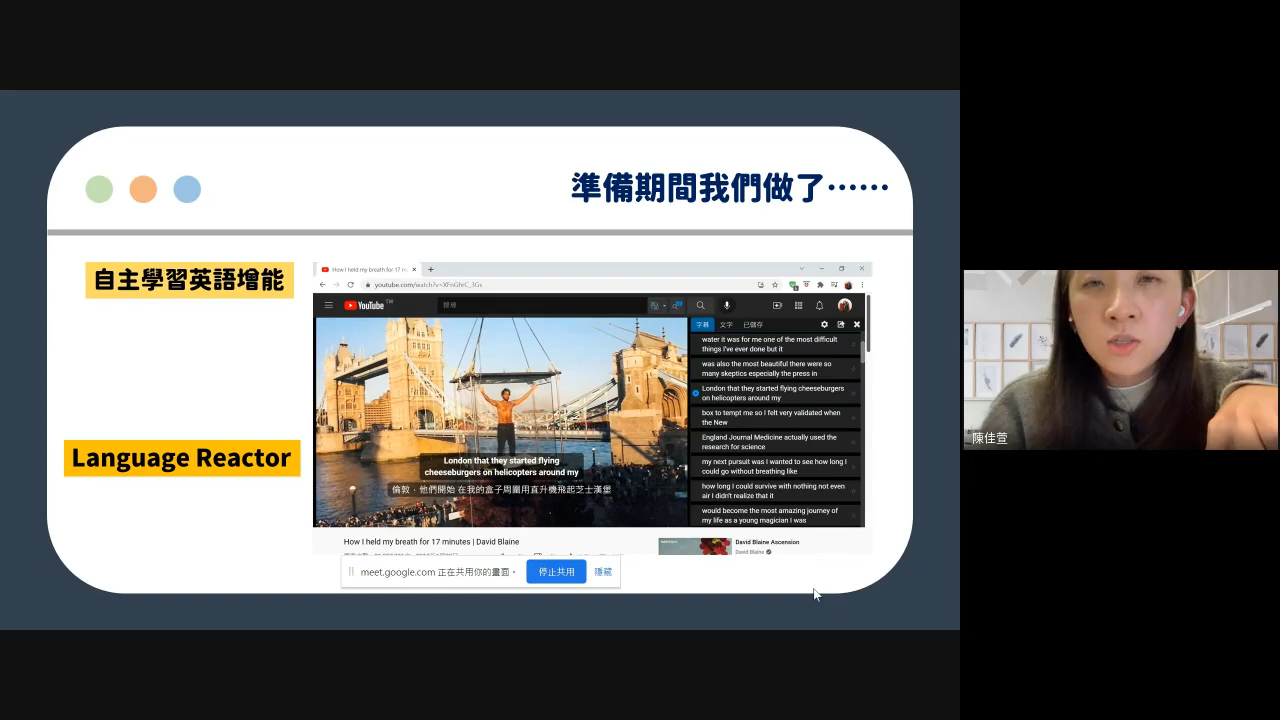 準備期間我們做了……
自主學習英語增能
Language Reactor
How I held my breath for 17 m
youtube.com/watch?v=XFnGhrC_3Gs
YouTube TW
搜尋
字幕 文字 已儲存
water it was for me one of the most difficult
things I've ever done but it
was also the most beautiful there were so
many skeptics especially the press in
London that they started flying cheeseburgers
on helicopters around my
box to tempt me so I felt very validated when
the New
England Journal Medicine actually used the
research for science
my next pursuit was I wanted to see how long I
could go without breathing like
how long I could survive with nothing not even
air I didn't realize that it
would become the most amazing journey of
my life as a young magician I was
London that they started flying
cheeseburgers on helicopters around my
倫敦，他們開始 在我的盒子周圍用直升機飛起芝士漢堡
How I held my breath for 17 minutes | David Blaine
David Blaine Ascension
David Blaine
meet.google.com 正在共用你的畫面。
停止共用
隱藏
陳佳萱